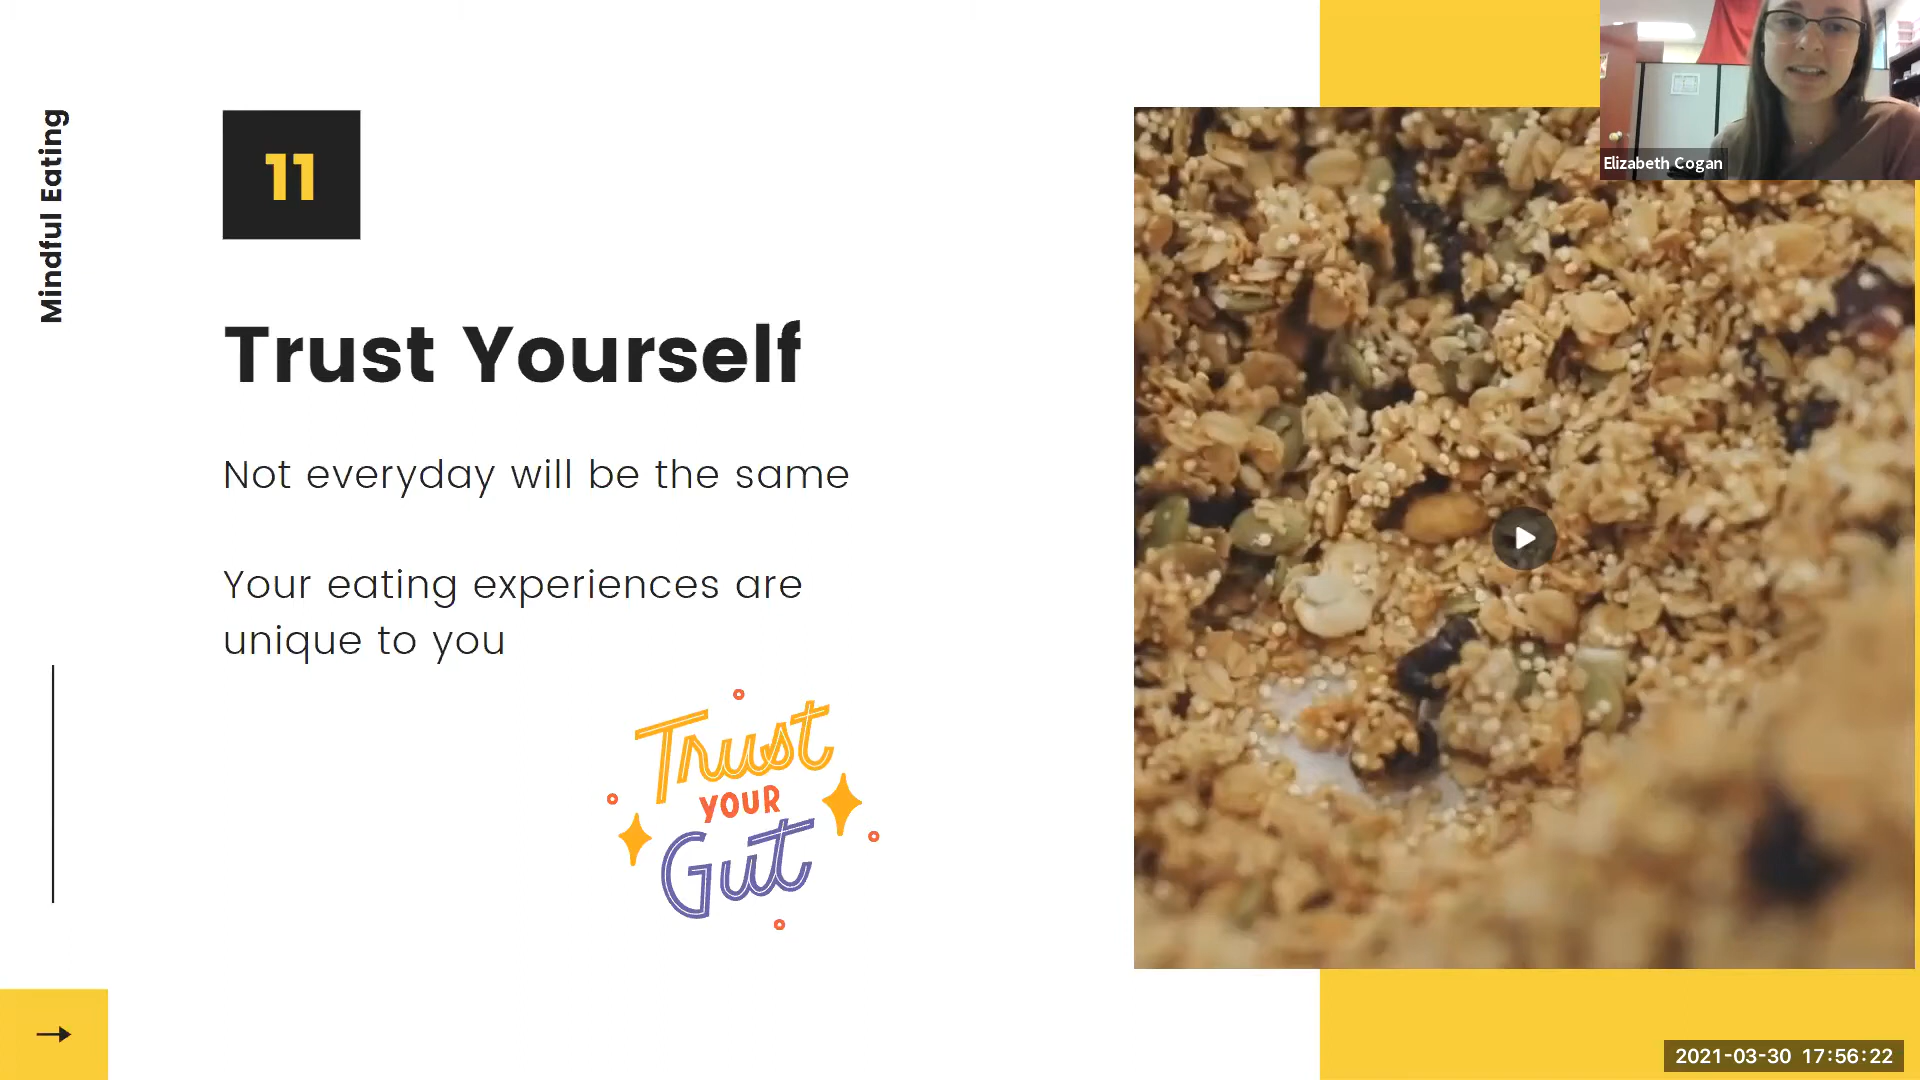 Mindful Eating
11
Trust Yourself
Not everyday will be the same
Your eating experiences are
unique to you
Trust
YOUR
Gut
Elizabeth Cogan
2021-03-30 17:56:22